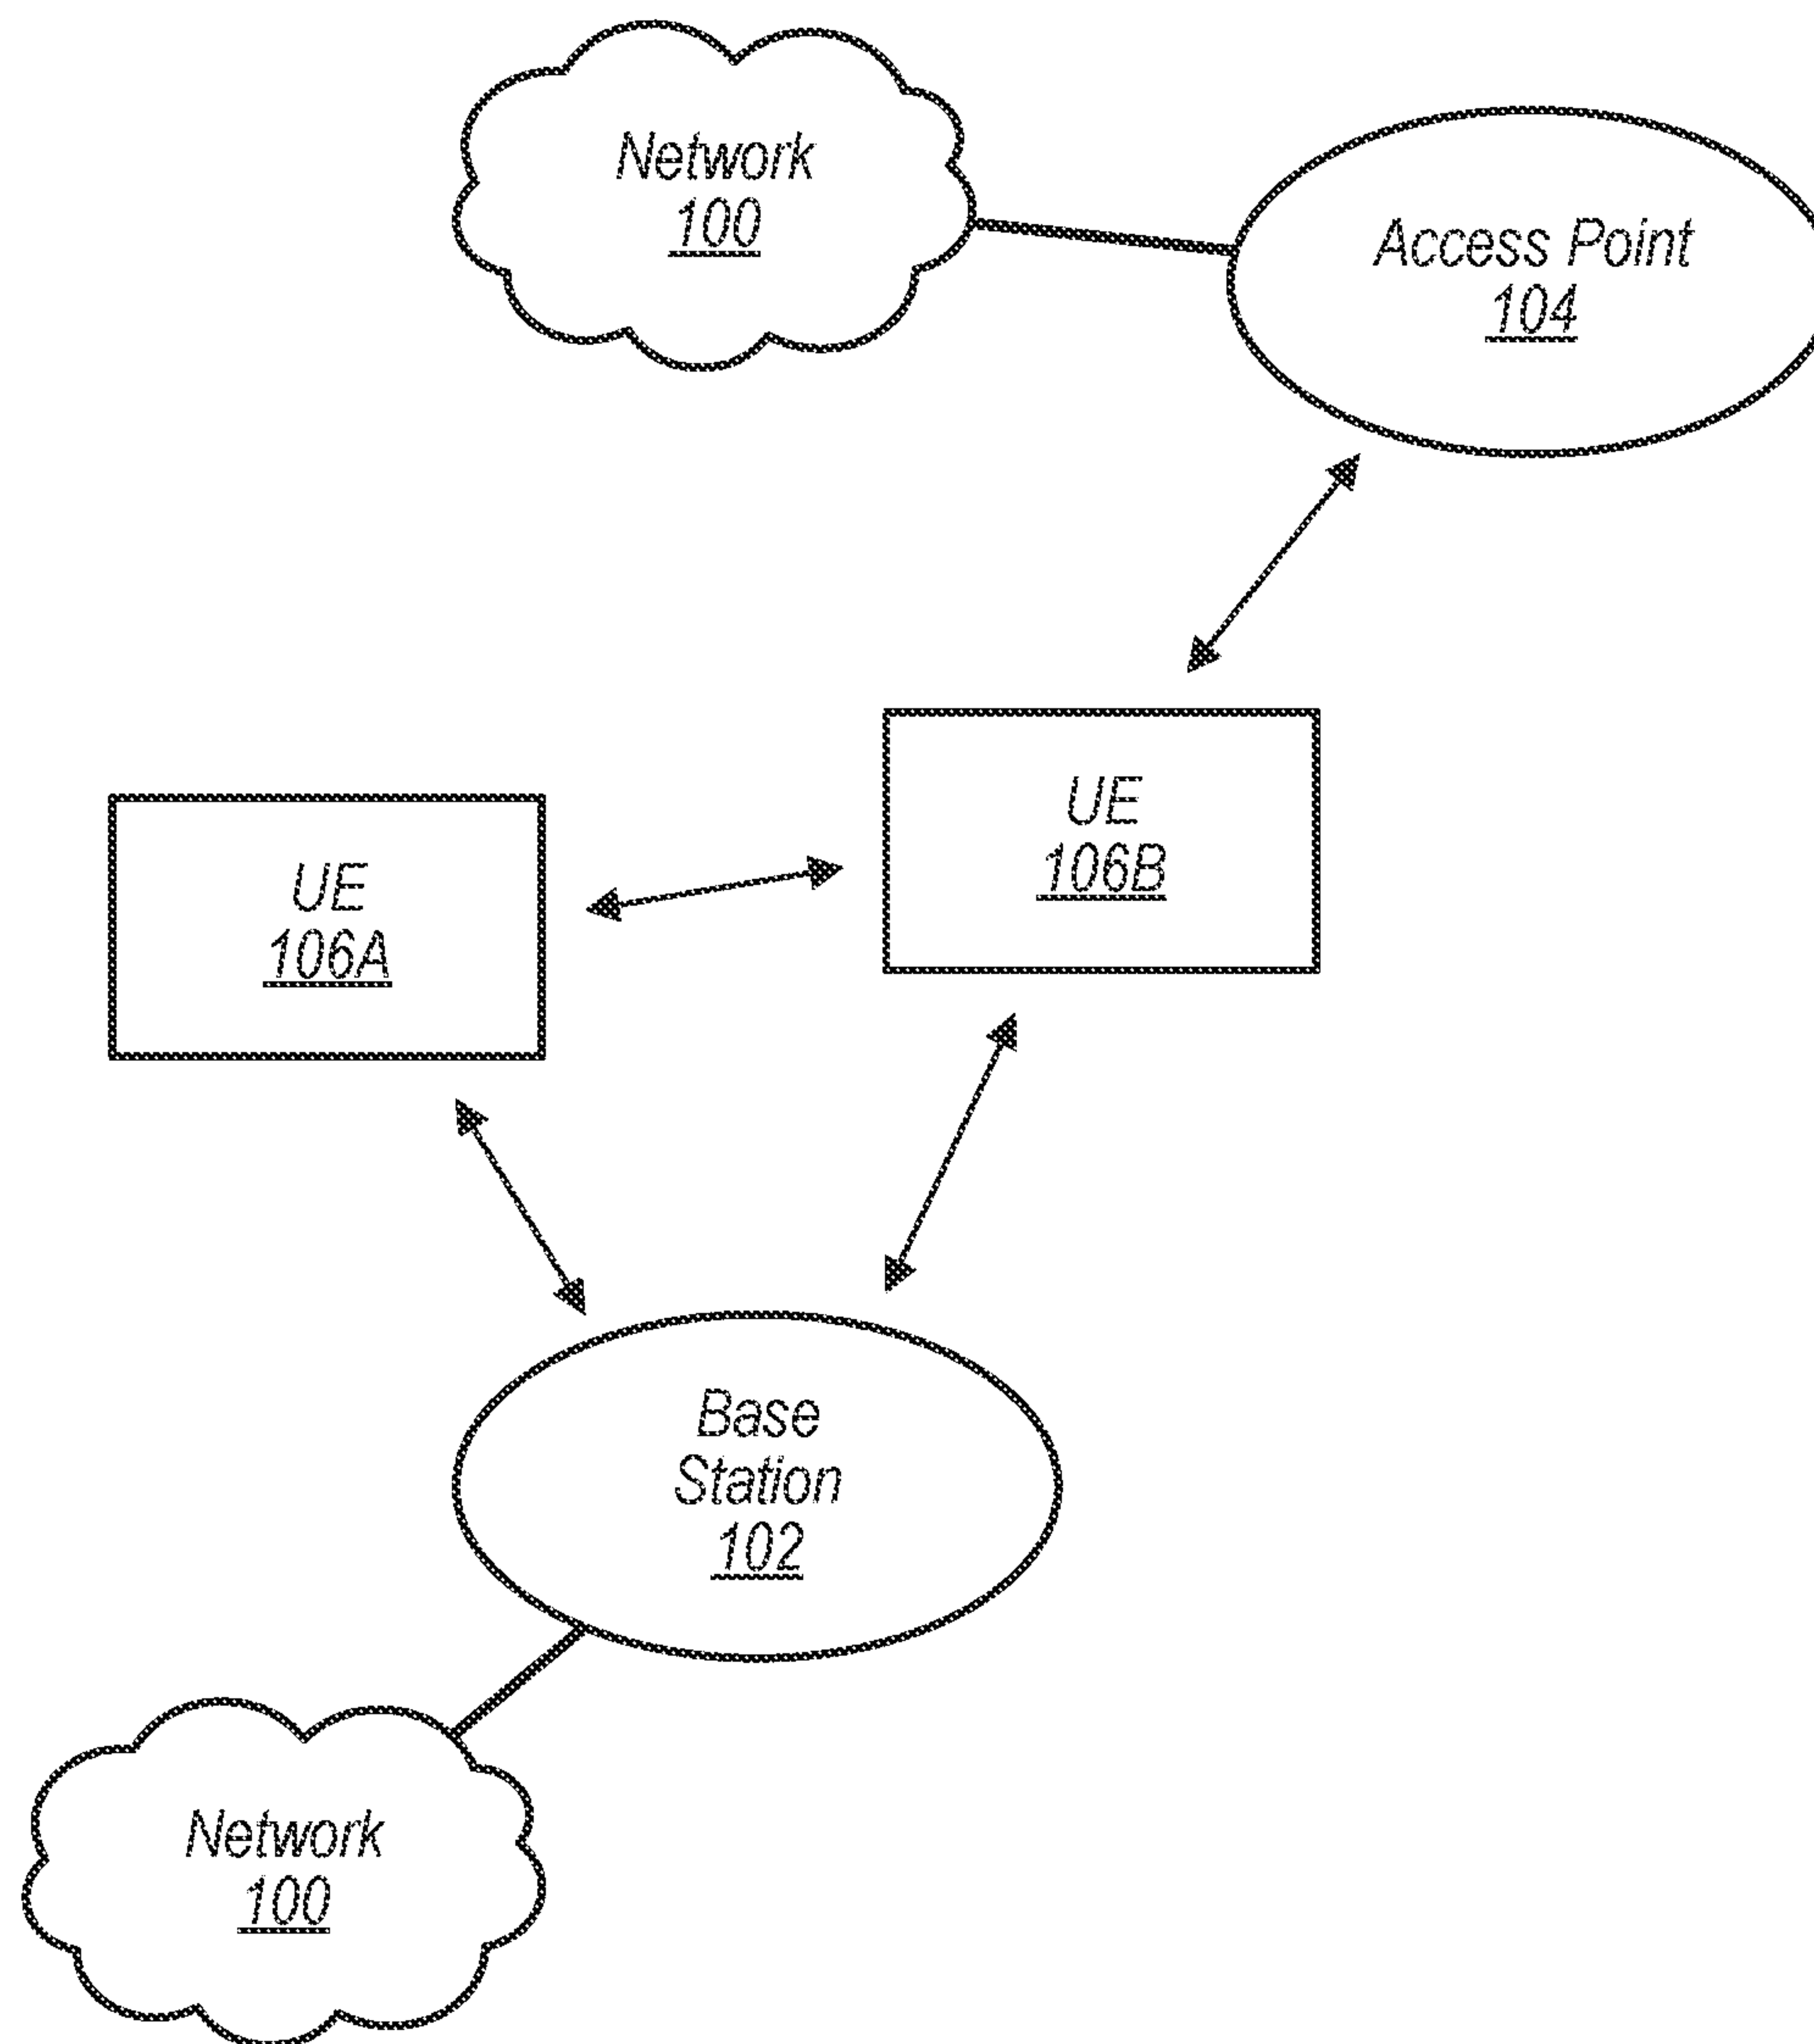 Network
100
Access Point
104
UE
106B
UE
106A
Base
Station
102
Network
100